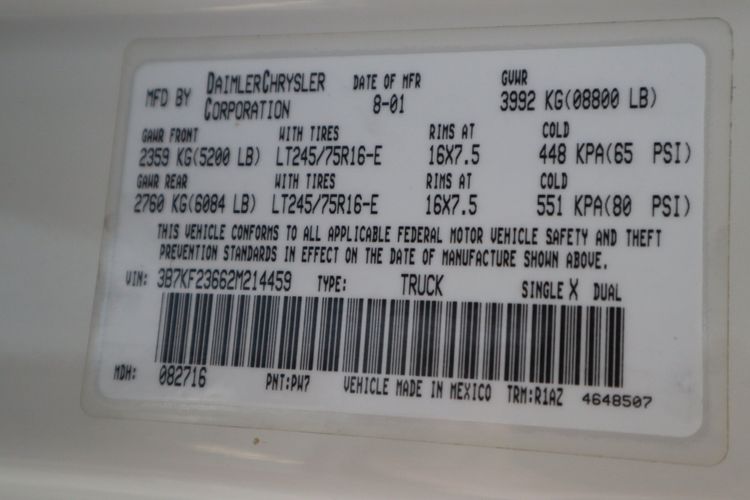 MFD BY DAIMLERCHRYSLER CORPORATION DATE OF MFR 8-01 GVWR 3992 KG(08800 LB)
GAWR FRONT WITH TIRES RIMS AT COLD
2359 KG(5200 LB) LT245/75R16-E 16X7.5 448 KPA(65 PSI)
GAWR REAR WITH TIRES RIMS AT COLD
2760 KG(6084 LB) LT245/75R16-E 16X7.5 551 KPA(80 PSI)
THIS VEHICLE CONFORMS TO ALL APPLICABLE FEDERAL MOTOR VEHICLE SAFETY AND THEFT
PREVENTION STANDARDS IN EFFECT ON THE DATE OF MANUFACTURE SHOWN ABOVE.
VIN: 3B7KF23662M214459 TYPE: TRUCK SINGLE X DUAL
MDH: 082716 PNT:PW7 VEHICLE MADE IN MEXICO TRM:R1AZ 4648507